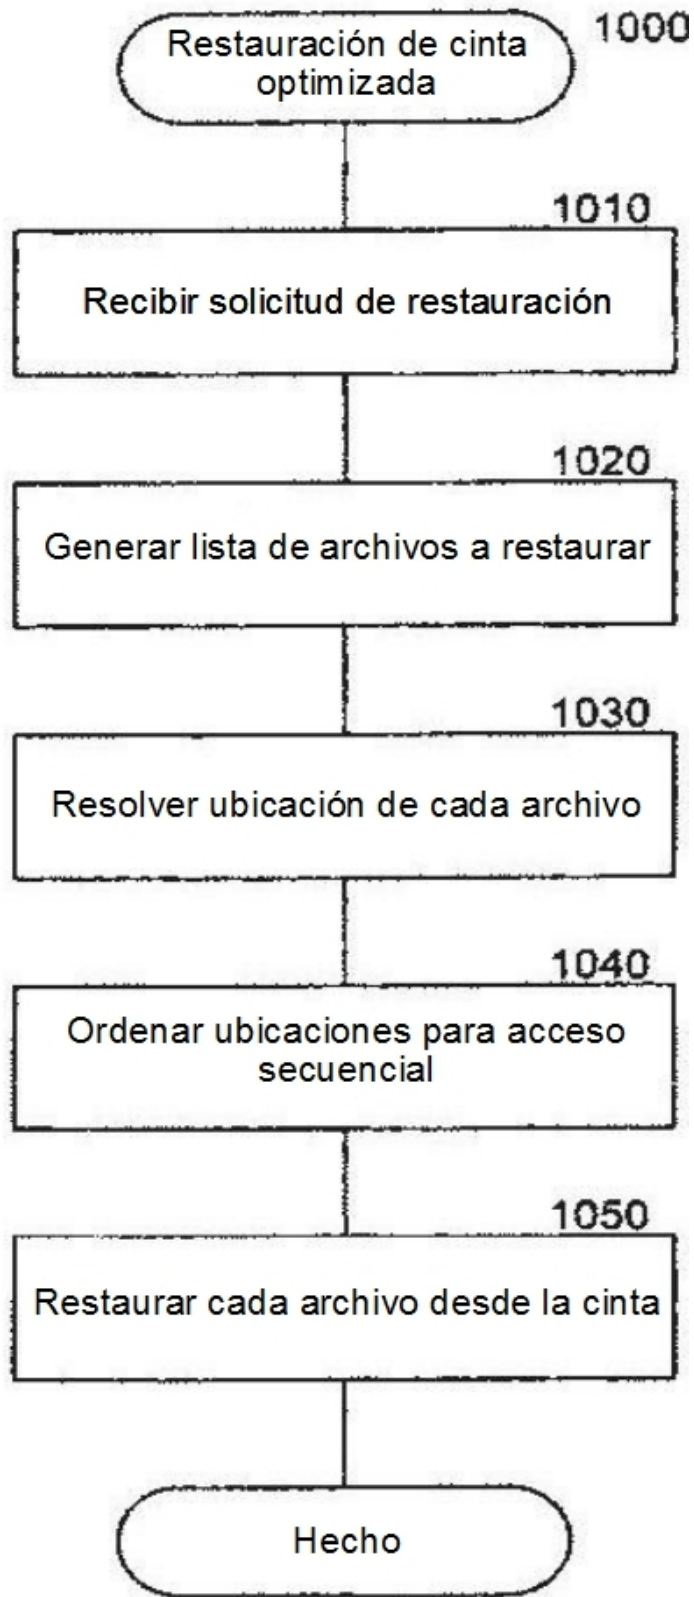 Restauración de cinta
optimizada
1000
1010
Recibir solicitud de restauración
1020
Generar lista de archivos a restaurar
1030
Resolver ubicación de cada archivo
1040
Ordenar ubicaciones para acceso
secuencial
1050
Restaurar cada archivo desde la cinta
Hecho